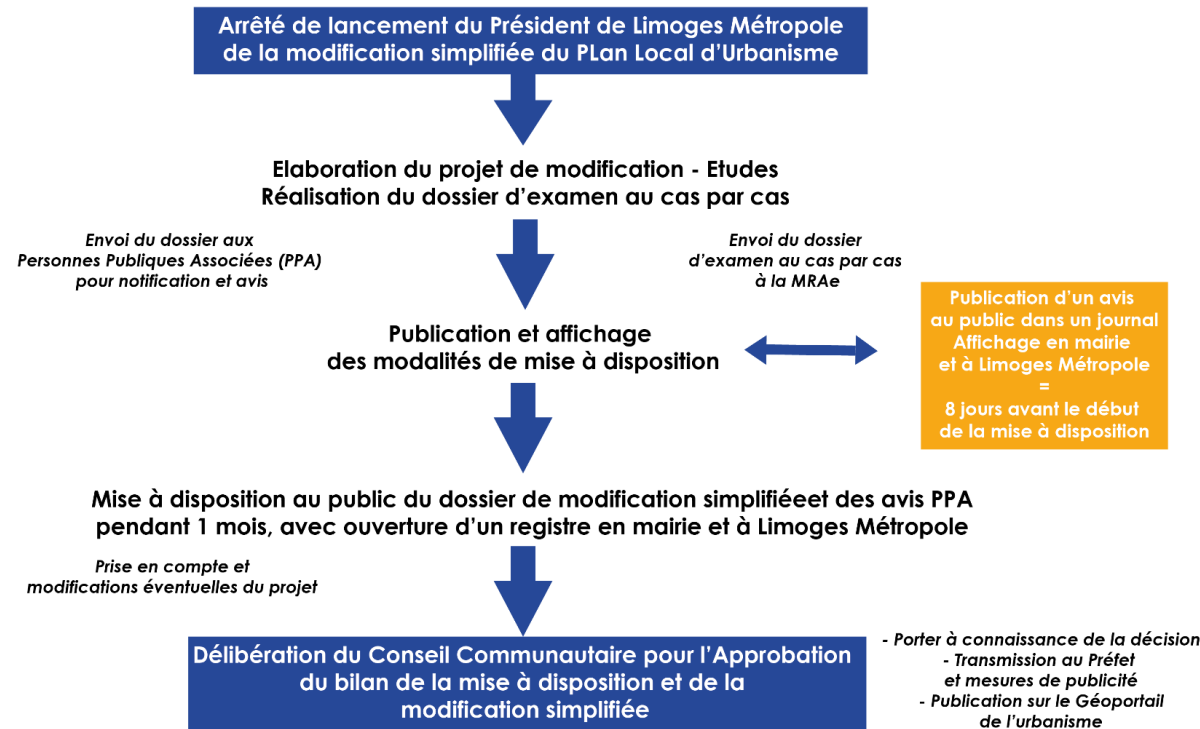 Arrêté de lancement du Président de Limoges Métropole
de la modification simplifiée du PLan Local d'Urbanisme
Elaboration du projet de modification - Etudes
Réalisation du dossier d'examen au cas par cas
Envoi du dossier aux
Personnes Publiques Associées (PPA)
pour notification et avis
Envoi du dossier
d'examen au cas par cas
à la MRAe
Publication et affichage
des modalités de mise à disposition
Publication d'un avis
au public dans un journal
Affichage en mairie
et à Limoges Métropole
=
8 jours avant le début
de la mise à disposition
Mise à disposition au public du dossier de modification simplifiéeet des avis PPA
pendant 1 mois, avec ouverture d'un registre en mairie et à Limoges Métropole
Prise en compte et
modifications éventuelles du projet
Délibération du Conseil Communautaire pour l'Approbation
du bilan de la mise à disposition et de la
modification simplifiée
- Porter à connaissance de la décision
- Transmission au Préfet
et mesures de publicité
- Publication sur le Géoportail
de l'urbanisme